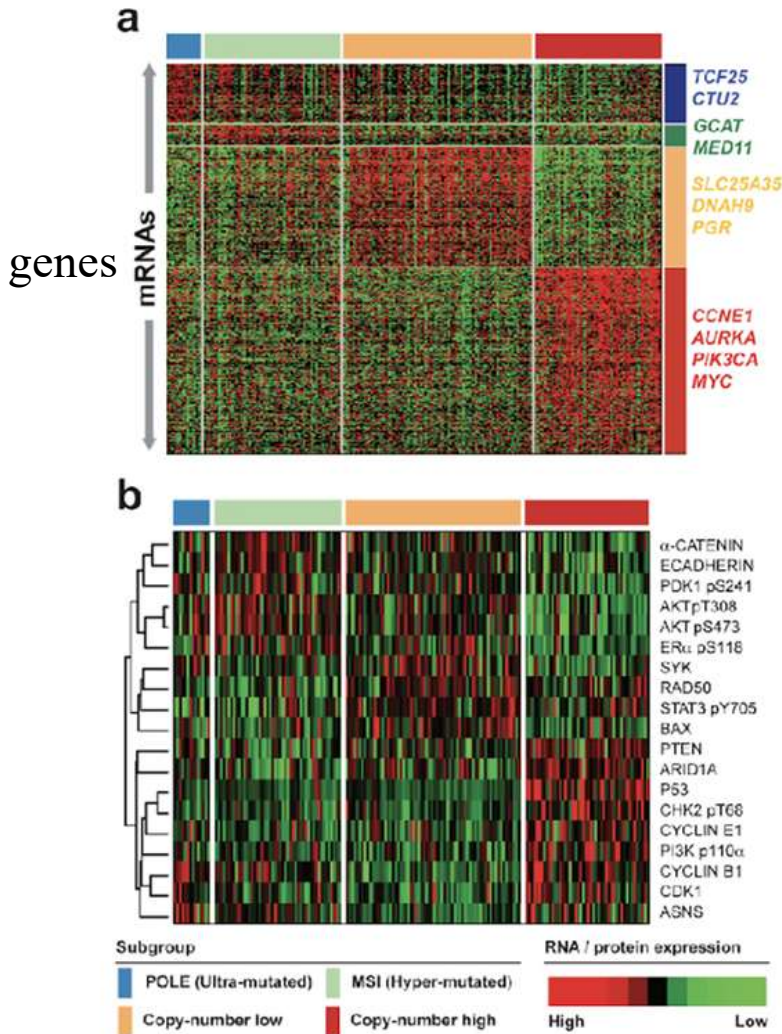 a
TCF25
CTU2
GCAT
MED11
SLC25A35
DNAH9
PGR
genes
mRNAs
CCNE1
AURKA
PIK3CA
MYC
b
α-CATENIN
ECADHERIN
PDK1 pS241
AKTpT308
AKT pS473
ERα pS118
SYK
RAD50
STAT3 pY705
BAX
PTEN
ARID1A
P53
CHK2 pT68
CYCLIN E1
PI3K p110α
CYCLIN B1
CDK1
ASNS
Subgroup
POLE (Ultra-mutated)
MSI (Hyper-mutated)
Copy-number low
Copy-number high
RNA / protein expression
High
Low